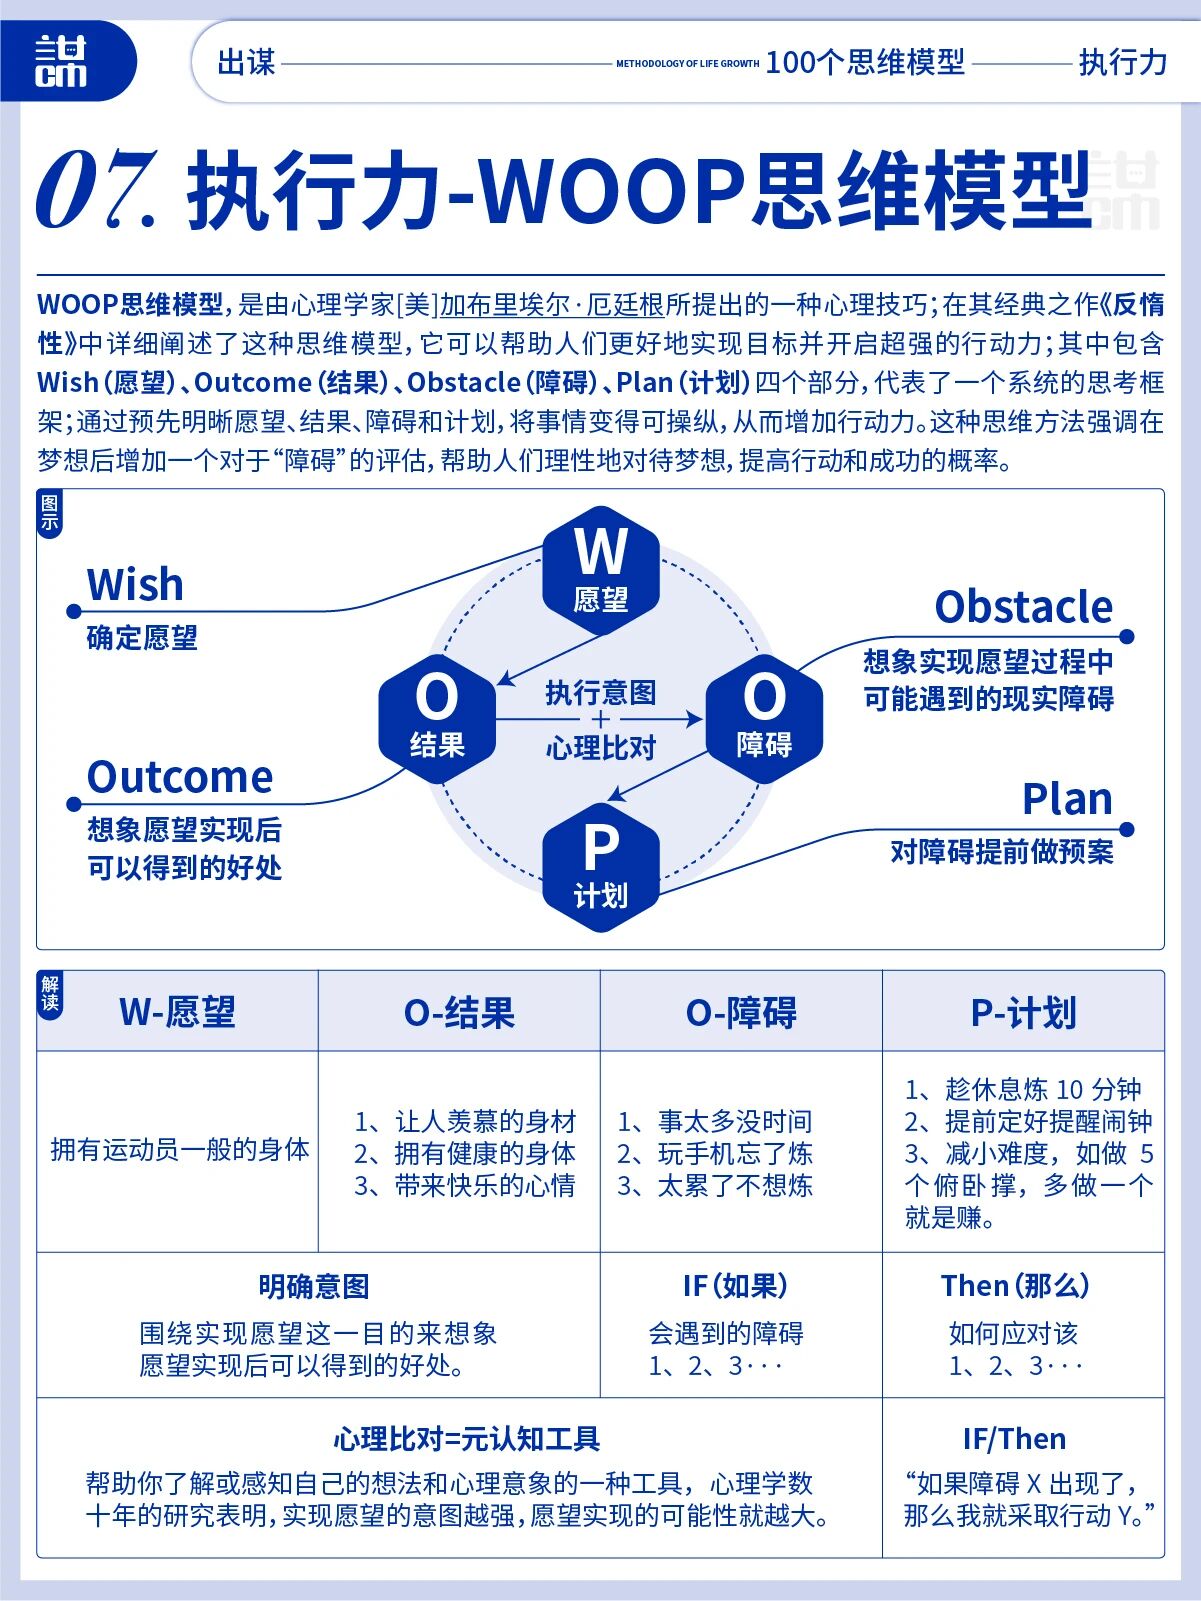 謀
cm
出谋 METHODOLOGY OF LIFE GROWTH 100个思维模型 执行力
07. 执行力-WOOP思维模型
WOOP思维模型，是由心理学家[美]加布里埃尔·厄廷根所提出的一种心理技巧；在其经典之作《反惰
性》中详细阐述了这种思维模型，它可以帮助人们更好地实现目标并开启超强的行动力；其中包含
Wish（愿望）、Outcome（结果）、Obstacle（障碍）、Plan（计划）四个部分，代表了一个系统的思考框
架；通过预先明晰愿望、结果、障碍和计划，将事情变得可操纵，从而增加行动力。这种思维方法强调在
梦想后增加一个对于“障碍”的评估，帮助人们理性地对待梦想，提高行动和成功的概率。
图示
W
愿望
Wish
确定愿望
Obstacle
想象实现愿望过程中
可能遇到的现实障碍
O
结果
执行意图
+
心理比对
O
障碍
Outcome
想象愿望实现后
可以得到的好处
P
计划
Plan
对障碍提前做预案
解读
W-愿望 O-结果 O-障碍 P-计划
拥有运动员一般的身体
1、让人羡慕的身材
2、拥有健康的身体
3、带来快乐的心情
1、事太多没时间
2、玩手机忘了炼
3、太累了不想炼
1、趁休息炼 10 分钟
2、提前定好提醒闹钟
3、减小难度，如做 5
个俯卧撑，多做一个
就是赚。
明确意图
围绕实现愿望这一目的来想象
愿望实现后可以得到的好处。
IF（如果）
会遇到的障碍
1、2、3···
Then（那么）
如何应对该
1、2、3···
心理比对=元认知工具
帮助你了解或感知自己的想法和心理意象的一种工具，心理学数
十年的研究表明，实现愿望的意图越强，愿望实现的可能性就越大。
IF/Then
“如果障碍 X 出现了，
那么我就采取行动 Y。”